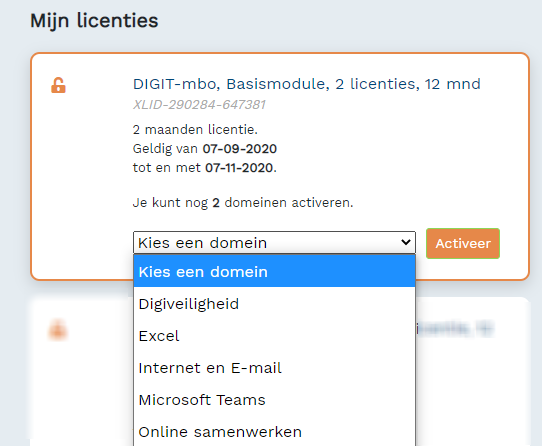 Mijn licenties
DIGIT-mbo, Basismodule, 2 licenties, 12 mnd
XLID-290284-647381
2 maanden licentie.
Geldig van 07-09-2020
tot en met 07-11-2020.
Je kunt nog 2 domeinen activeren.
Kies een domein
Activeer
Kies een domein
Digiveiligheid
Excel
Internet en E-mail
Microsoft Teams
Online samenwerken